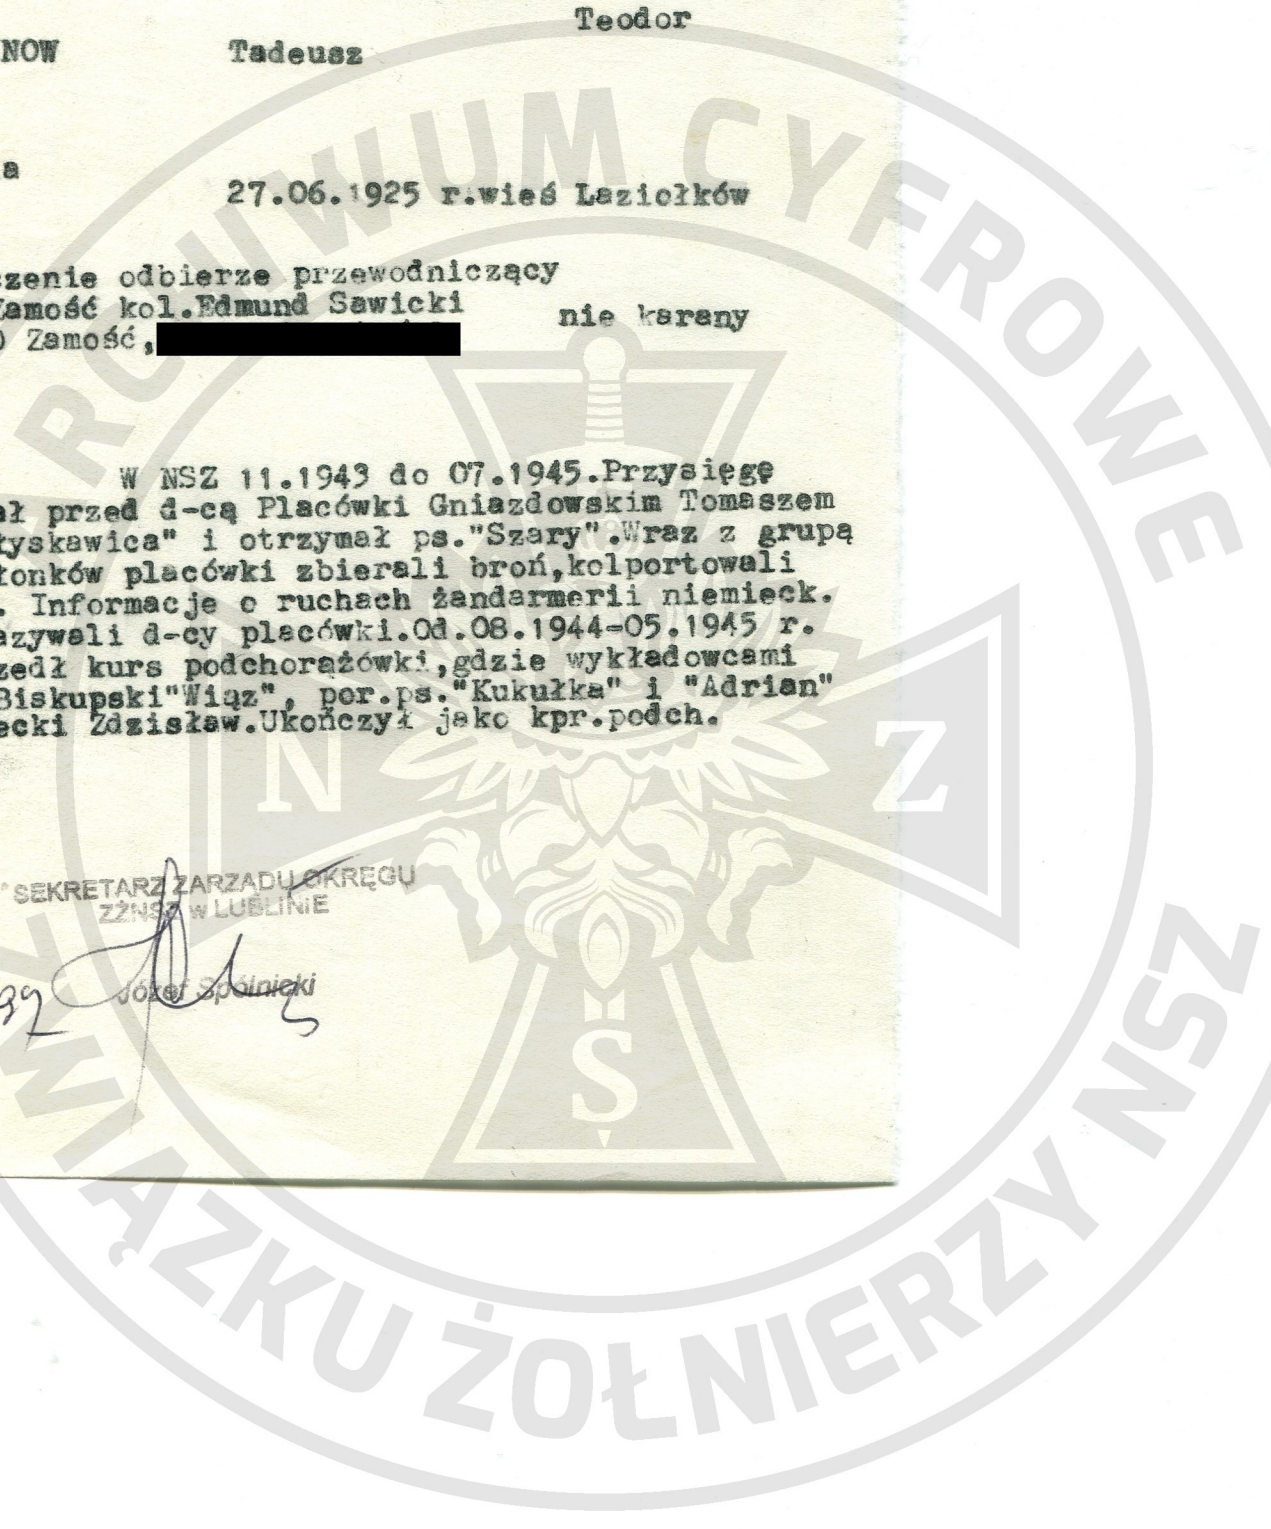 Teodor
NOW Tadeusz
a
27.06.1925 r.wieś Laziołków
czenie odbierze przewodniczący
Zamość kol.Edmund Sawicki
nie karany
0 Zamość,
W NSZ 11.1943 do 07.1945.Przysięgę
ał przed d-cą Placówki Gniazdowskim Tomaszem
łyskawica" i otrzymał ps."Szary".Wraz z grupą
łonków placówki zbierali broń,kolportowali
. Informacje o ruchach żandarmerii niemieck.
azywali d-cy placówki.Od.08.1944-05.1945 r.
zedł kurs podchorążówki,gdzie wykładowcami
Biskupski"Wiąz", por.ps."Kukułka" i "Adrian"
ecki Zdzisław.Ukończył jako kpr.podch.
SEKRETARZ ZARZĄDU OKRĘGU
ZŻNSZ W LUBLINIE
Józef Spólnicki
ARCHIWUM CYFROWE
ZWIĄZKU ŻOŁNIERZY NSZ
N Z
S